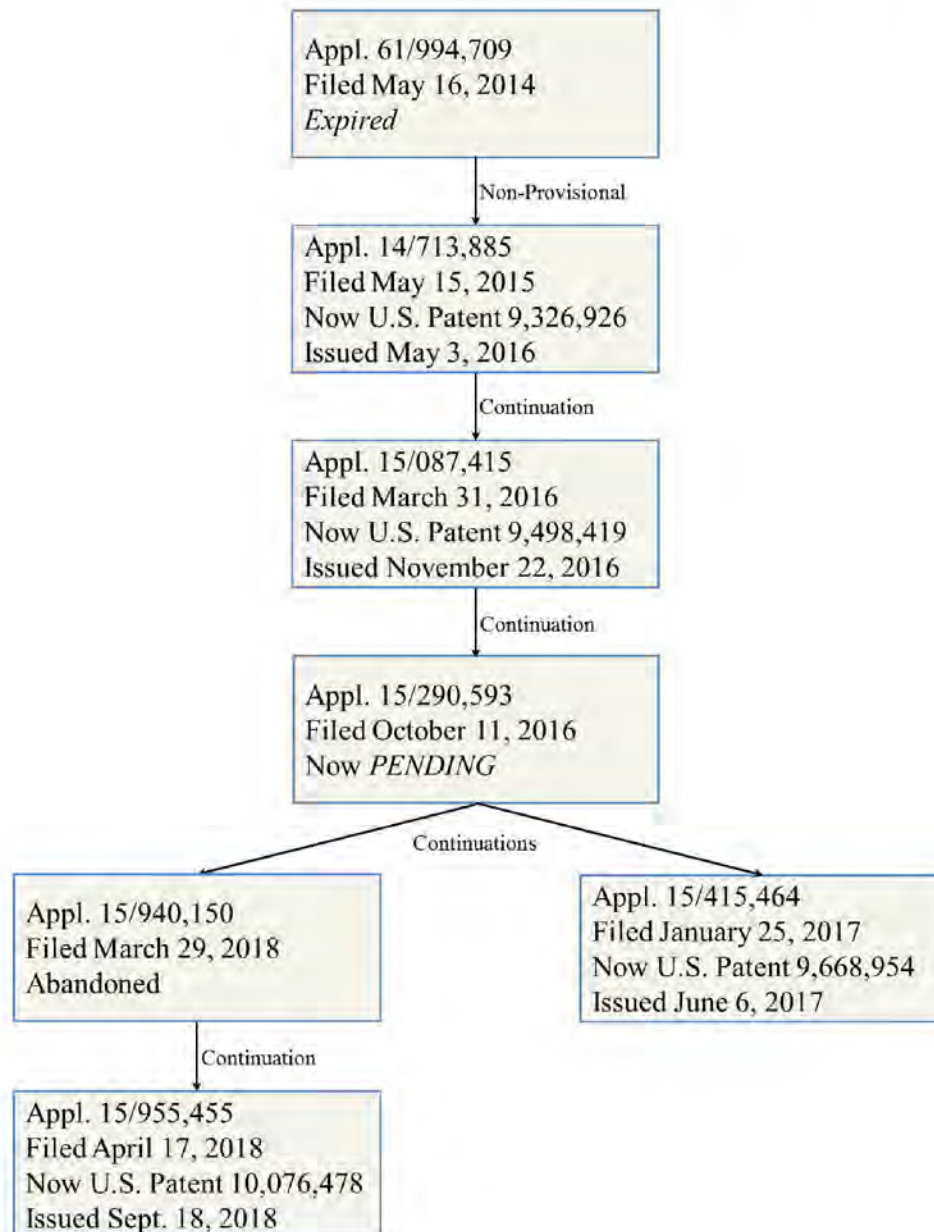 Appl. 61/994,709
Filed May 16, 2014
Expired
Non-Provisional
Appl. 14/713,885
Filed May 15, 2015
Now U.S. Patent 9,326,926
Issued May 3, 2016
Continuation
Appl. 15/087,415
Filed March 31, 2016
Now U.S. Patent 9,498,419
Issued November 22, 2016
Continuation
Appl. 15/290,593
Filed October 11, 2016
Now PENDING
Continuations
Appl. 15/940,150
Filed March 29, 2018
Abandoned
Appl. 15/415,464
Filed January 25, 2017
Now U.S. Patent 9,668,954
Issued June 6, 2017
Continuation
Appl. 15/955,455
Filed April 17, 2018
Now U.S. Patent 10,076,478
Issued Sept. 18, 2018